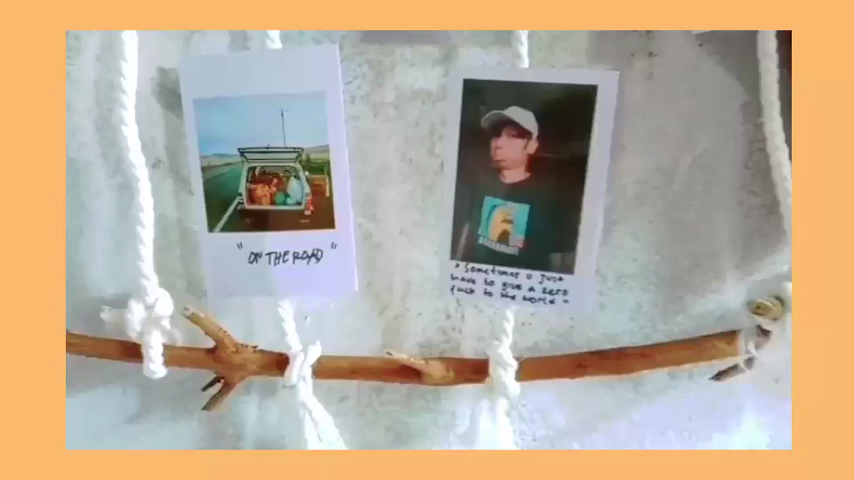 "ON THE ROAD"
"Sometimes u just
have to give a zero
fuck to the world"